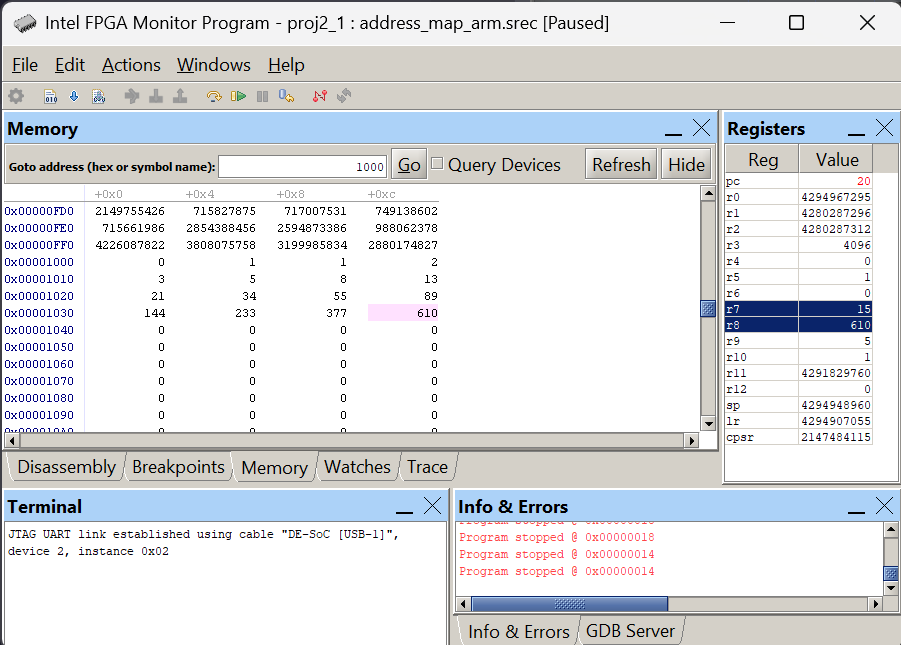 Intel FPGA Monitor Program - proj2_1 : address_map_arm.srec [Paused]
File Edit Actions Windows Help
Memory
Goto address (hex or symbol name): 1000 Go Query Devices Refresh Hide
+0x0 +0x4 +0x8 +0xc
0x00000FD0 2149755426 715827875 717007531 749138602
0x00000FE0 715661986 2854388456 2594873386 988062378
0x00000FF0 4226087822 3808075758 3199985834 2880174827
0x00001000 0 1 1 2
0x00001010 3 5 8 13
0x00001020 21 34 55 89
0x00001030 144 233 377 610
0x00001040 0 0 0 0
0x00001050 0 0 0 0
0x00001060 0 0 0 0
0x00001070 0 0 0 0
0x00001080 0 0 0 0
0x00001090 0 0 0 0
0x000010A0 0 0 0 0
Disassembly Breakpoints Memory Watches Trace
Registers
Reg Value
pc 20
r0 4294967295
r1 4280287296
r2 4280287312
r3 4096
r4 0
r5 1
r6 0
r7 15
r8 610
r9 5
r10 1
r11 4291829760
r12 0
sp 4294948960
lr 4294907055
cpsr 2147484115
Terminal
JTAG UART link established using cable "DE-SoC [USB-1]",
device 2, instance 0x02
Info & Errors
Program stopped @ 0x00000018
Program stopped @ 0x00000018
Program stopped @ 0x00000014
Program stopped @ 0x00000014
Info & Errors GDB Server